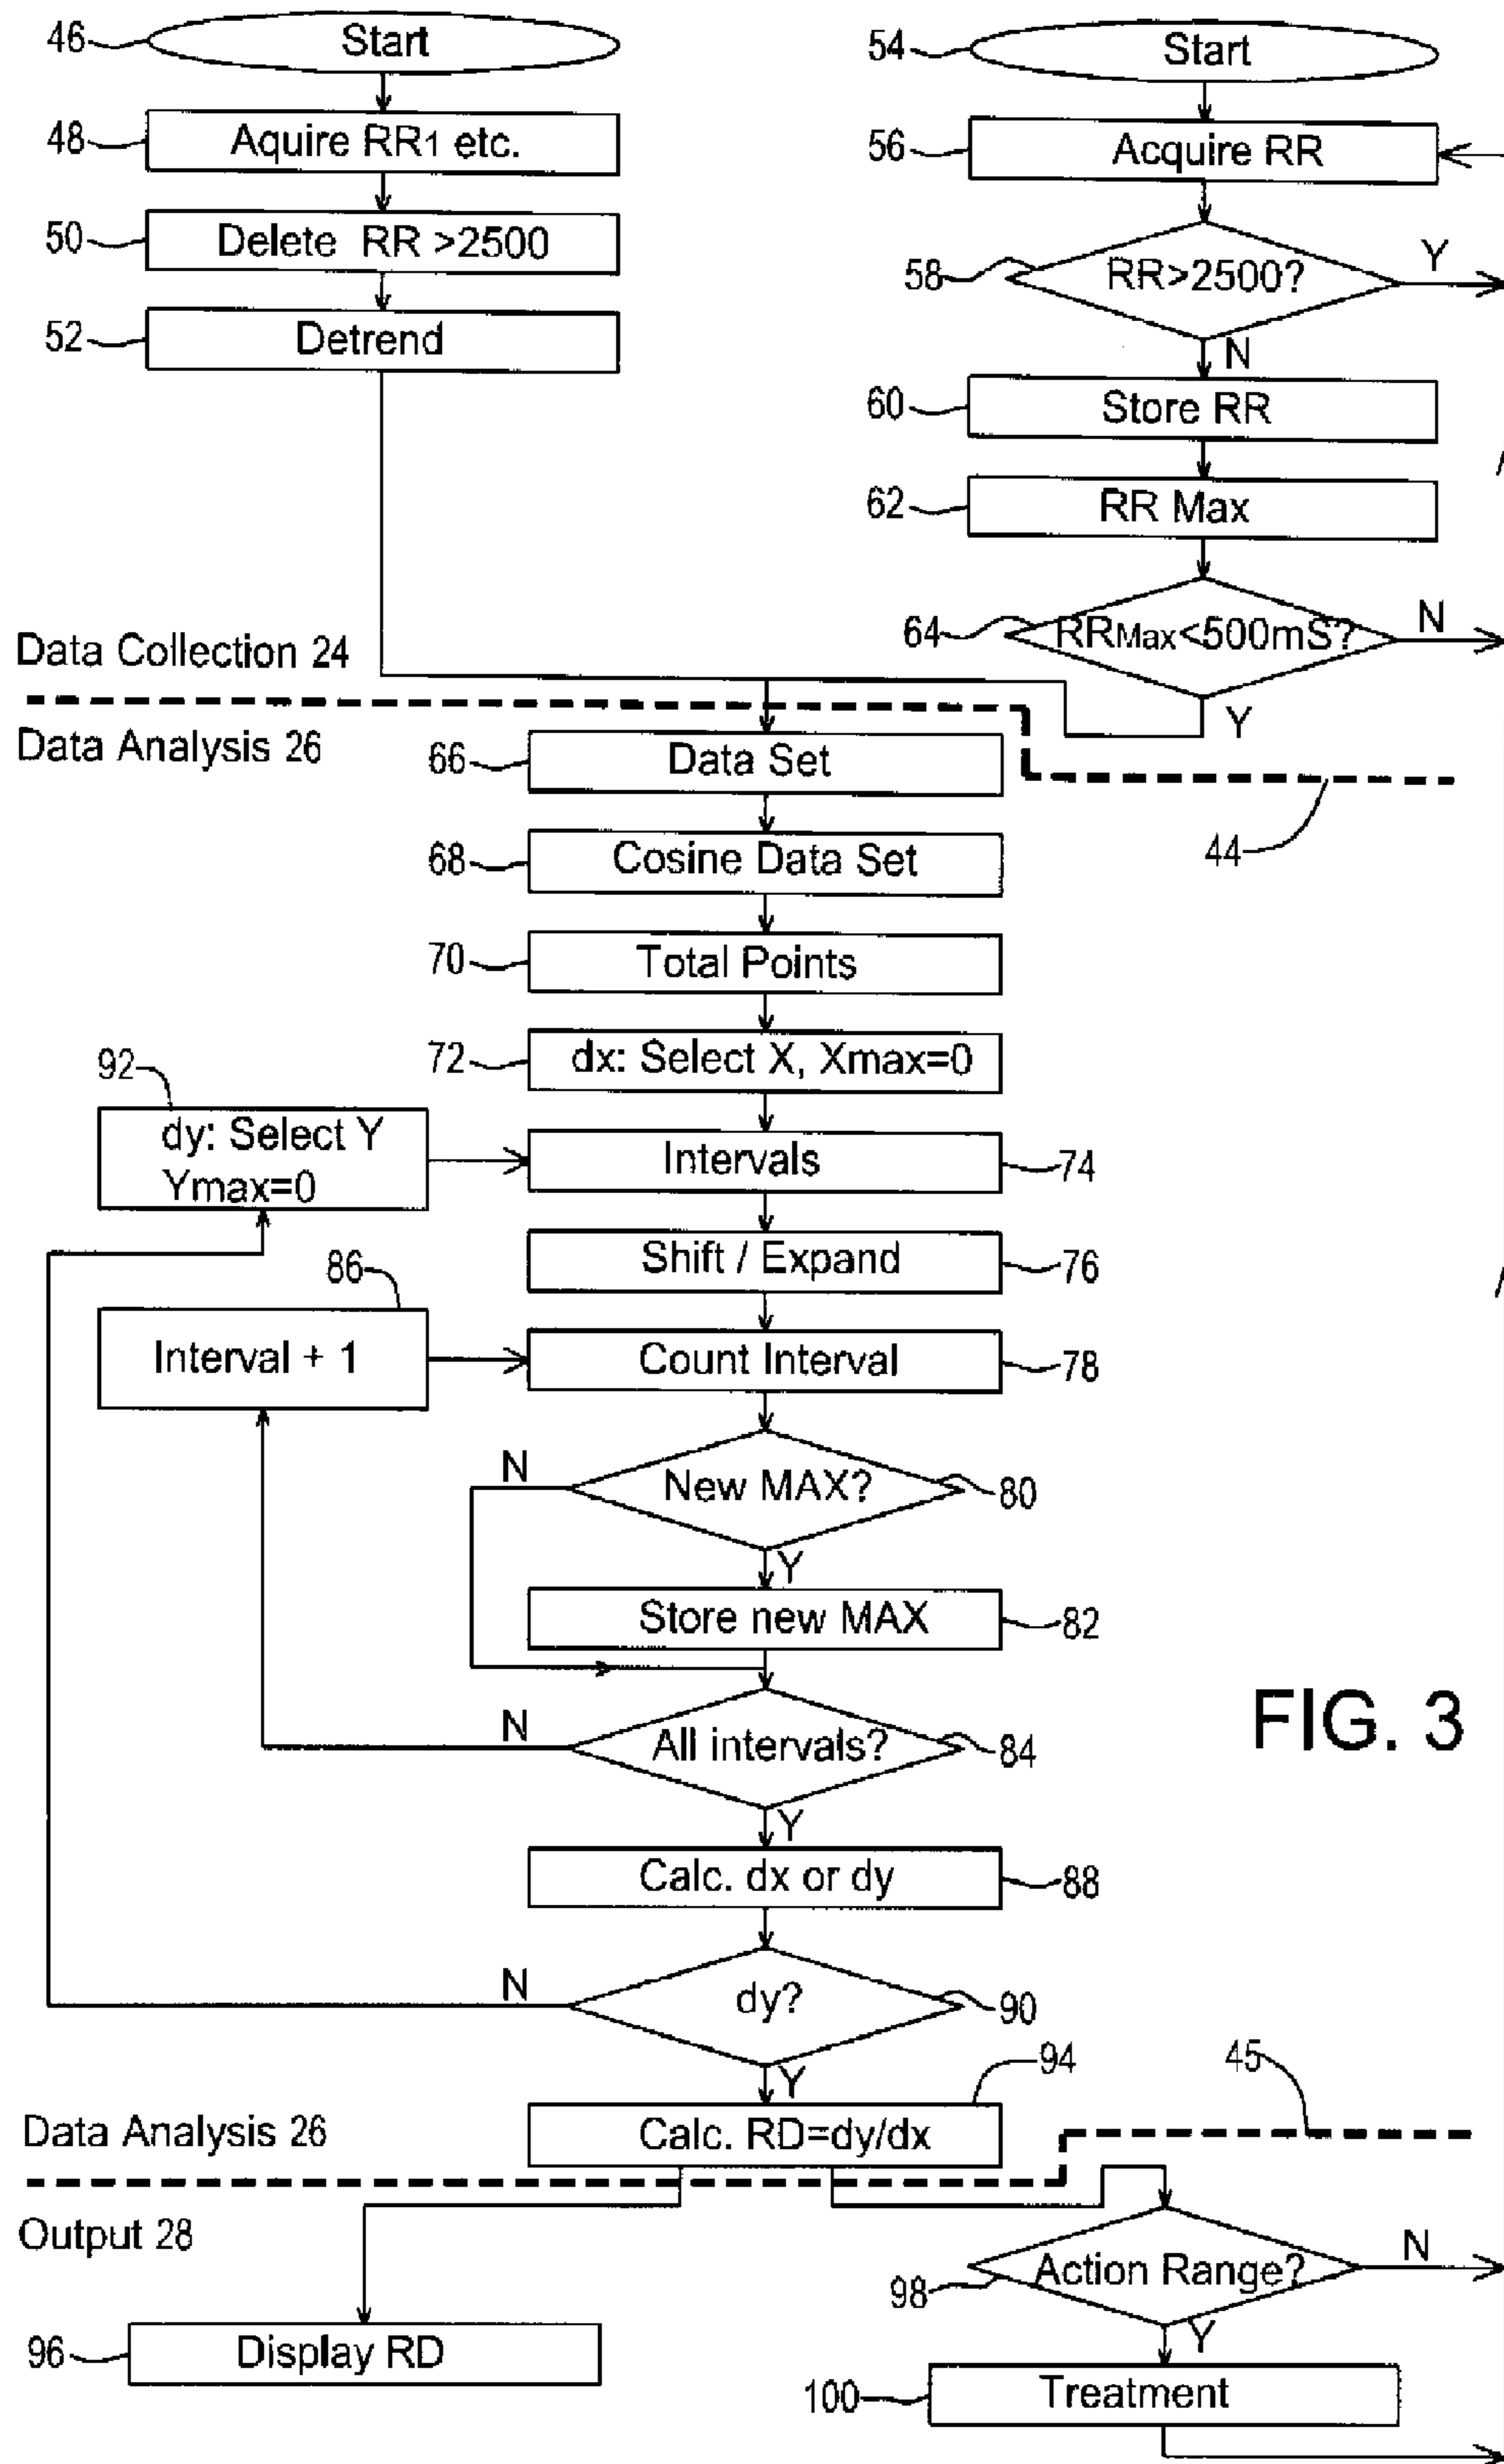 46
Start
48
Aquire RR1 etc.
50
Delete RR >2500
52
Detrend
54
Start
56
Acquire RR
58
RR>2500?
Y
N
60
Store RR
62
RR Max
64
RRMax<500mS?
N
Y
Data Collection 24
Data Analysis 26
44
66
Data Set
68
Cosine Data Set
70
Total Points
72
dx: Select X, Xmax=0
92
dy: Select Y
Ymax=0
Intervals
74
Shift / Expand
76
86
Interval + 1
Count Interval
78
N
New MAX?
80
Y
Store new MAX
82
N
All intervals?
84
Y
FIG. 3
Calc. dx or dy
88
N
dy?
90
Y
94
45
Data Analysis 26
Calc. RD=dy/dx
Output 28
98
Action Range?
N
Y
96
Display RD
100
Treatment